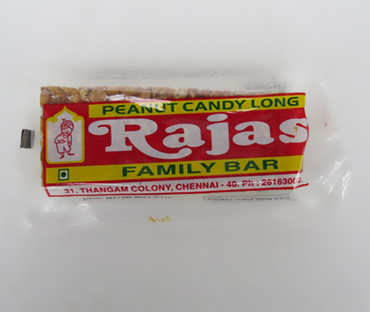 PEANUT CANDY LONG
Rajas
FAMILY BAR
31, THANGAM COLONY, CHENNAI - 40. Ph : 2616300